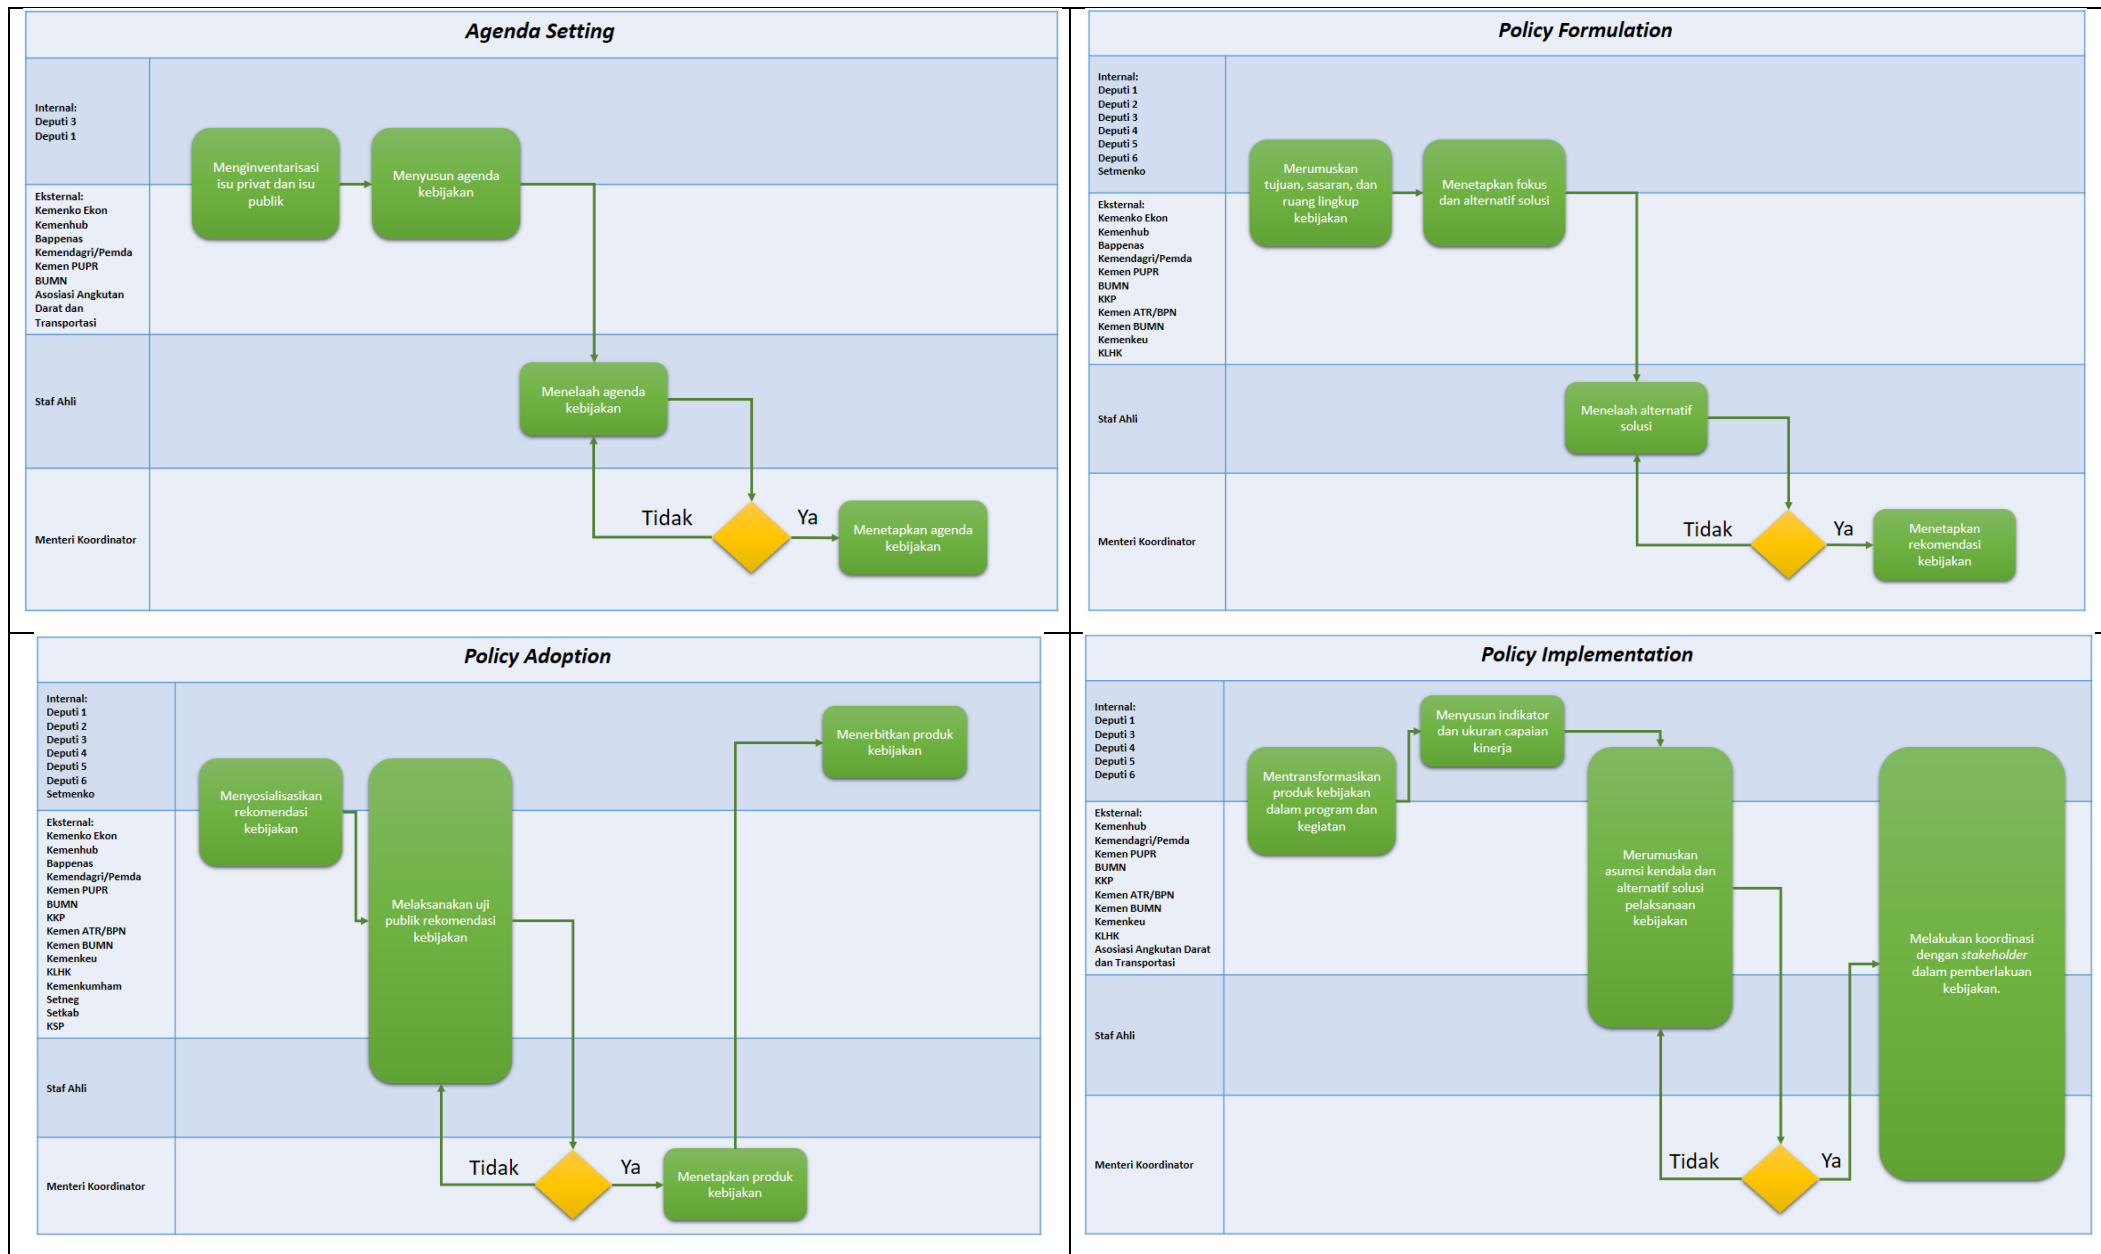 Agenda Setting
Internal:
Deputi 3
Deputi 1
Eksternal:
Kemenko Ekon
Kemenhub
Bappenas
Kemendagri/Pemda
Kemen PUPR
BUMN
Asosiasi Angkutan
Darat dan
Transportasi
Staf Ahli
Menteri Koordinator
Menginventarisasi
isu privat dan isu
publik
Menyusun agenda
kebijakan
Menelaah agenda
kebijakan
Tidak
Ya
Menetapkan agenda
kebijakan
Policy Formulation
Internal:
Deputi 1
Deputi 2
Deputi 3
Deputi 4
Deputi 5
Deputi 6
Setmenko
Eksternal:
Kemenko Ekon
Kemenhub
Bappenas
Kemendagri/Pemda
Kemen PUPR
BUMN
KKP
Kemen ATR/BPN
Kemen BUMN
Kemenkeu
KLHK
Staf Ahli
Menteri Koordinator
Merumuskan
tujuan, sasaran, dan
ruang lingkup
kebijakan
Menetapkan fokus
dan alternatif solusi
Menelaah alternatif
solusi
Tidak
Ya
Menetapkan
rekomendasi
kebijakan
Policy Adoption
Internal:
Deputi 1
Deputi 2
Deputi 3
Deputi 4
Deputi 5
Deputi 6
Setmenko
Eksternal:
Kemenko Ekon
Kemenhub
Bappenas
Kemendagri/Pemda
Kemen PUPR
BUMN
KKP
Kemen ATR/BPN
Kemen BUMN
Kemenkeu
KLHK
Kemenkumham
Setneg
Setkab
KSP
Staf Ahli
Menteri Koordinator
Menyosialisasikan
rekomendasi
kebijakan
Melaksanakan uji
publik rekomendasi
kebijakan
Tidak
Ya
Menetapkan produk
kebijakan
Menerbitkan produk
kebijakan
Policy Implementation
Internal:
Deputi 1
Deputi 3
Deputi 4
Deputi 5
Deputi 6
Eksternal:
Kemenhub
Kemendagri/Pemda
Kemen PUPR
BUMN
KKP
Kemen ATR/BPN
Kemen BUMN
Kemenkeu
KLHK
Asosiasi Angkutan Darat
dan Transportasi
Staf Ahli
Menteri Koordinator
Mentransformasikan
produk kebijakan
dalam program dan
kegiatan
Menyusun indikator
dan ukuran capaian
kinerja
Merumuskan
asumsi kendala dan
alternatif solusi
pelaksanaan
kebijakan
Tidak
Ya
Melakukan koordinasi
dengan stakeholder
dalam pemberlakuan
kebijakan.